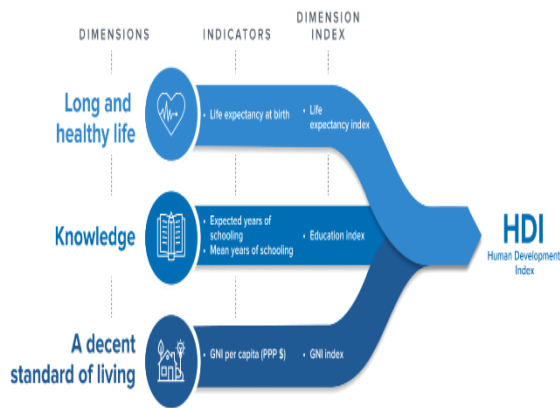 DIMENSIONS
INDICATORS
DIMENSION
INDEX
Long and
healthy life
• Life expectancy at birth
• Life
expectancy index
Knowledge
• Expected years of
schooling
• Mean years of schooling
• Education index
HDI
Human Development
Index
A decent
standard of living
• GNI per capita (PPP $)
• GNI index